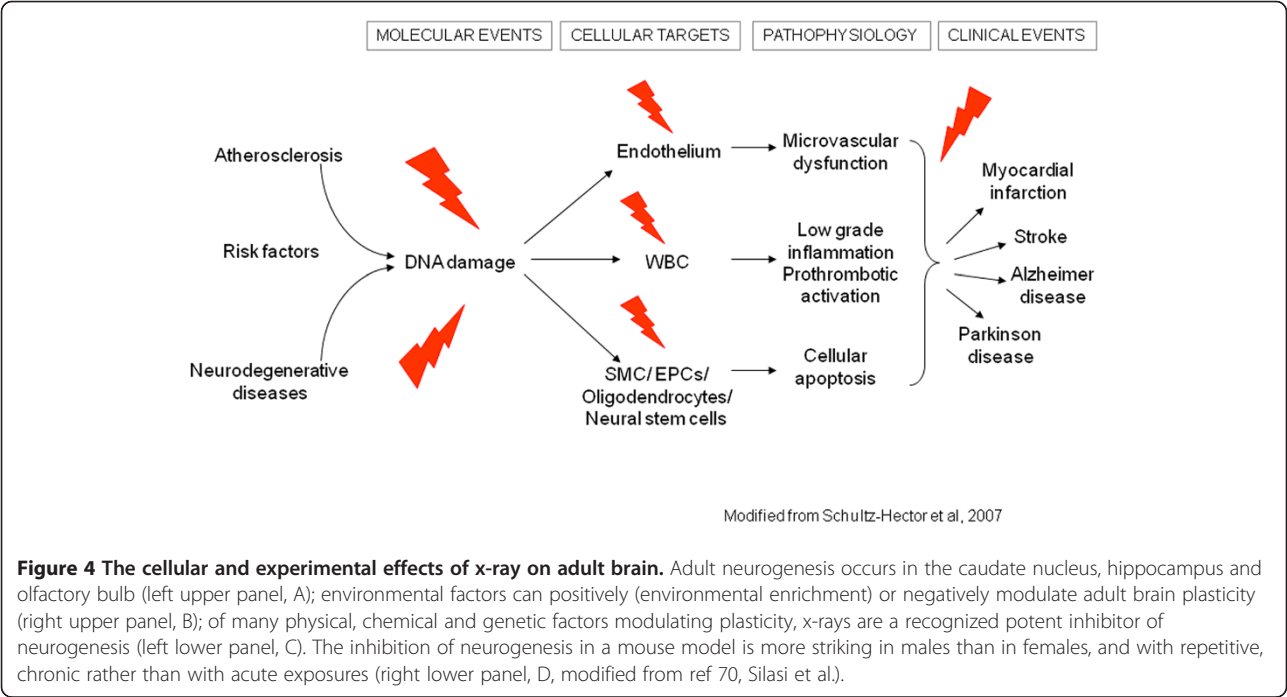 MOLECULAR EVENTS
CELLULAR TARGETS
PATHOPHYSIOLOGY
CLINICAL EVENTS
Atherosclerosis
Risk factors
Neurodegenerative
diseases
DNA damage
Endothelium
WBC
SMC/EPCs/
Oligodendrocytes/
Neural stem cells
Microvascular
dysfunction
Low grade
inflammation
Prothrombotic
activation
Cellular
apoptosis
Myocardial
infarction
Stroke
Alzheimer
disease
Parkinson
disease
Modified from Schultz-Hector et al, 2007
Figure 4 The cellular and experimental effects of x-ray on adult brain. Adult neurogenesis occurs in the caudate nucleus, hippocampus and
olfactory bulb (left upper panel, A); environmental factors can positively (environmental enrichment) or negatively modulate adult brain plasticity
(right upper panel, B); of many physical, chemical and genetic factors modulating plasticity, x-rays are a recognized potent inhibitor of
neurogenesis (left lower panel, C). The inhibition of neurogenesis in a mouse model is more striking in males than in females, and with repetitive,
chronic rather than with acute exposures (right lower panel, D, modified from ref 70, Silasi et al.).